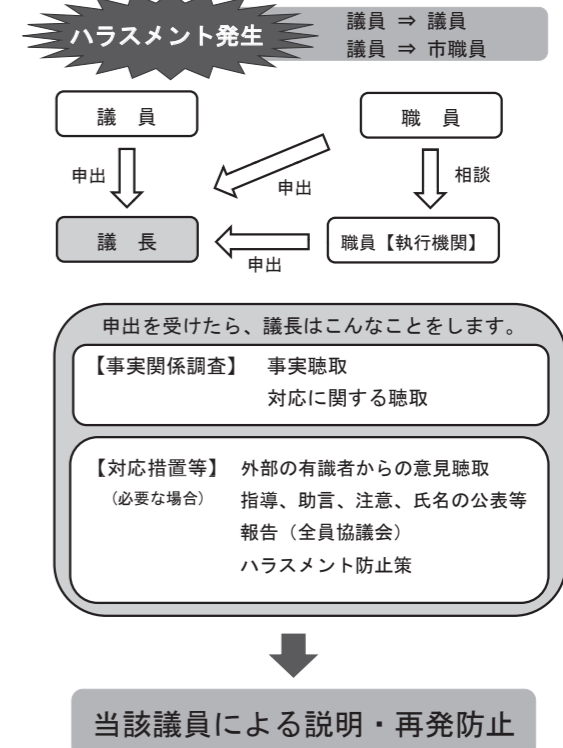 ハラスメント発生
議員 ⇒ 議員
議員 ⇒ 市職員
議 員
職 員
申出
申出
相談
議 長
職員【執行機関】
申出
申出を受けたら、議長はこんなことをします。
【事実関係調査】 事実聴取
対応に関する聴取
【対応措置等】 外部の有識者からの意見聴取
(必要な場合) 指導、助言、注意、氏名の公表等
報告（全員協議会）
ハラスメント防止策
当該議員による説明・再発防止